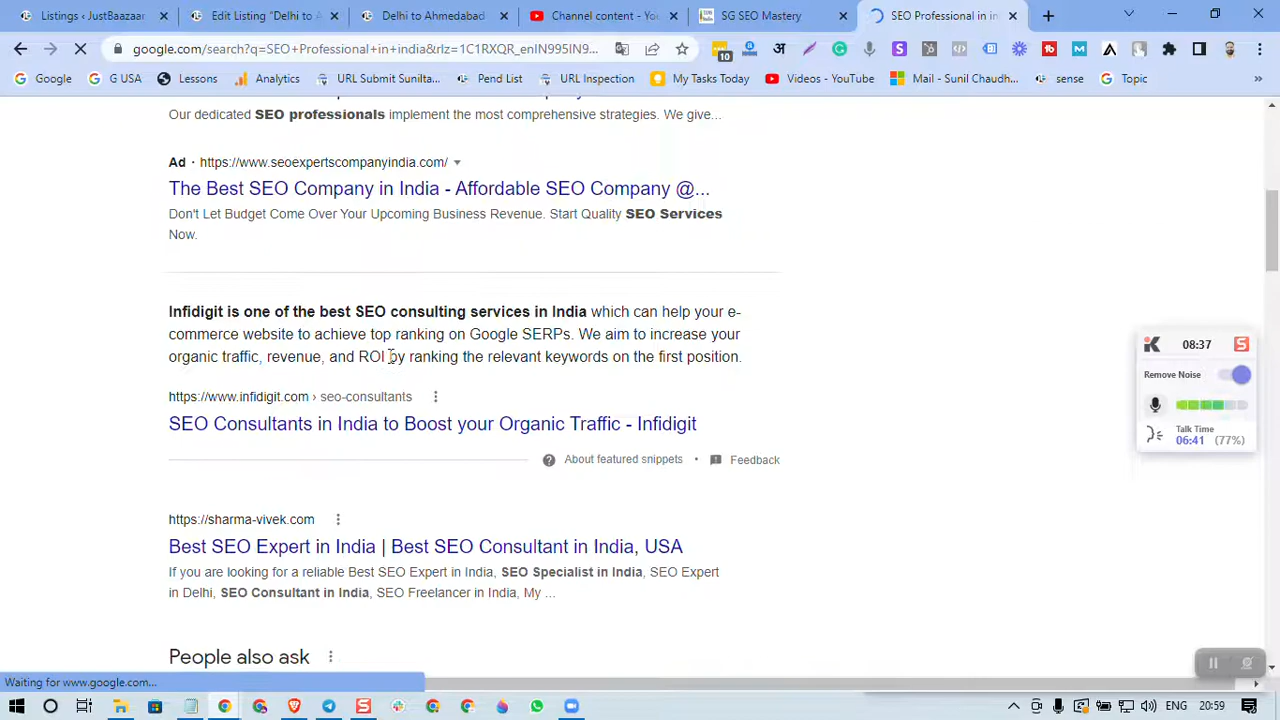 Listings ‹ JustBazaar
Edit Listing "Delhi to A
Delhi to Ahmedabad
Channel content - Yo
SG SEO Mastery
SEO Professional in in
google.com/search?q=SEO+Professional+in+india&rlz=1C1RXQR_enIN995IN9...
10
अ
Google
G USA
Lessons
Analytics
URL Submit Sunilta...
Pend List
URL Inspection
My Tasks Today
Videos - YouTube
Mail - Sunil Chaudh...
sense
Topic
»
Our dedicated SEO professionals implement the most comprehensive strategies. We give...
Ad · https://www.seoexpertscompanyindia.com/
The Best SEO Company in India - Affordable SEO Company @...
Don't Let Budget Come Over Your Upcoming Business Revenue. Start Quality SEO Services
Now.
Infidigit is one of the best SEO consulting services in India which can help your e-
commerce website to achieve top ranking on Google SERPs. We aim to increase your
organic traffic, revenue, and ROI by ranking the relevant keywords on the first position.
https://www.infidigit.com › seo-consultants
SEO Consultants in India to Boost your Organic Traffic - Infidigit
About featured snippets • Feedback
https://sharma-vivek.com
Best SEO Expert in India | Best SEO Consultant in India, USA
If you are looking for a reliable Best SEO Expert in India, SEO Specialist in India, SEO Expert
in Delhi, SEO Consultant in India, SEO Freelancer in India, My ...
People also ask
08:37
Remove Noise
Talk Time
06:41 (77%)
Waiting for www.google.com...
ENG
20:59